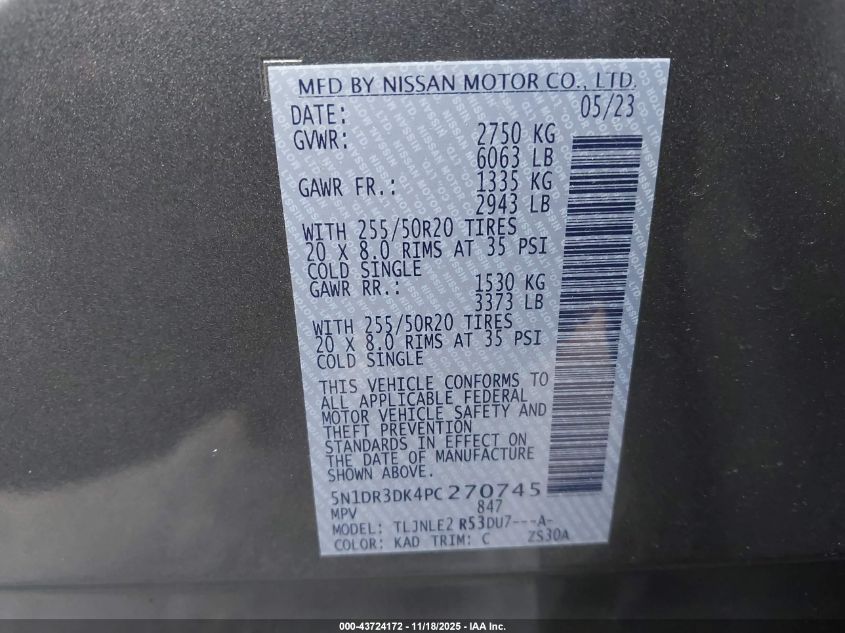 MFD BY NISSAN MOTOR CO., LTD.
DATE: 05/23
GVWR: 2750 KG
6063 LB
GAWR FR.: 1335 KG
2943 LB
WITH 255/50R20 TIRES
20 X 8.0 RIMS AT 35 PSI
COLD SINGLE
GAWR RR.: 1530 KG
3373 LB
WITH 255/50R20 TIRES
20 X 8.0 RIMS AT 35 PSI
COLD SINGLE
THIS VEHICLE CONFORMS TO
ALL APPLICABLE FEDERAL
MOTOR VEHICLE SAFETY AND
THEFT PREVENTION
STANDARDS IN EFFECT ON
THE DATE OF MANUFACTURE
SHOWN ABOVE.
5N1DR3DK4PC270745
MPV 847
MODEL: TLJNLE2 R53DU7---A-
COLOR: KAD TRIM: C ZS30A
000-43724172 - 11/18/2025 - IAA Inc.